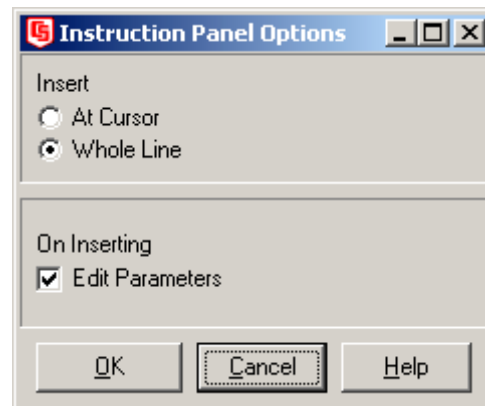 Instruction Panel Options
Insert
At Cursor
Whole Line
On Inserting
Edit Parameters
OK Cancel Help